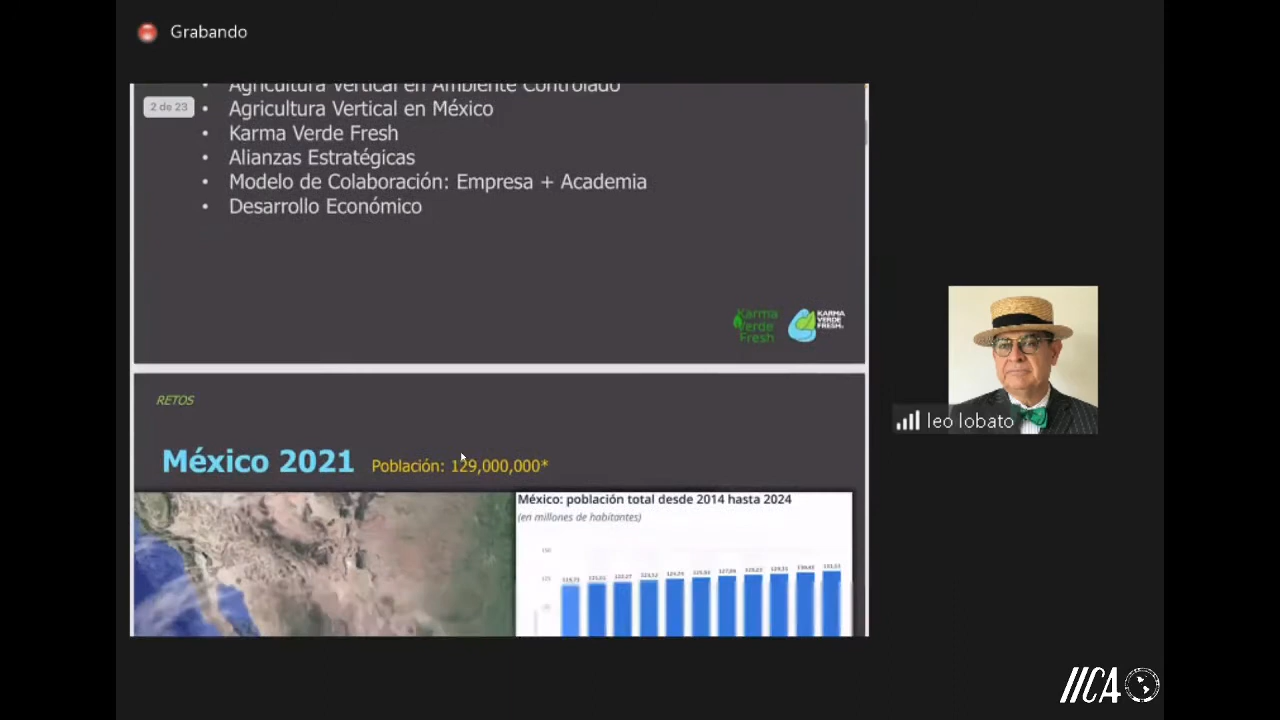 Grabando
Agricultura Vertical en Ambiente Controlado
2 de 23
• Agricultura Vertical en México
• Karma Verde Fresh
• Alianzas Estratégicas
• Modelo de Colaboración: Empresa + Academia
• Desarrollo Económico
Karma
Verde
Fresh
KARMA
VERDE
FRESH
leo lobato
RETOS
México 2021 Población: 129,000,000*
México: población total desde 2014 hasta 2024
(en millones de habitantes)
IICA